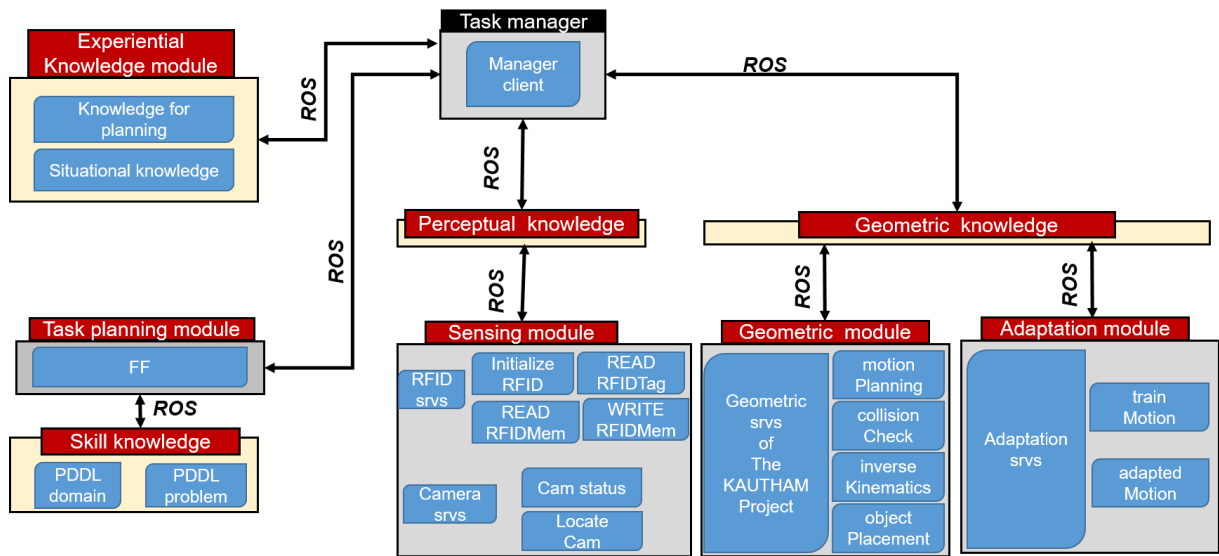 Task manager
Manager
client
Experiential
Knowledge module
Knowledge for
planning
Situational knowledge
ROS
ROS
ROS
ROS
Perceptual  knowledge
Geometric  knowledge
ROS
ROS
ROS
Task planning module
FF
ROS
Skill knowledge
PDDL
domain
PDDL
problem
Sensing module
RFID
srvs
Initialize
RFID
READ
RFIDTag
READ
RFIDMem
WRITE
RFIDMem
Camera
srvs
Cam status
Locate
Cam
Geometric  module
Geometric
srvs
of
The
KAUTHAM
Project
motion
Planning
collision
Check
inverse
Kinematics
object
Placement
Adaptation module
Adaptation
srvs
train
Motion
adapted
Motion